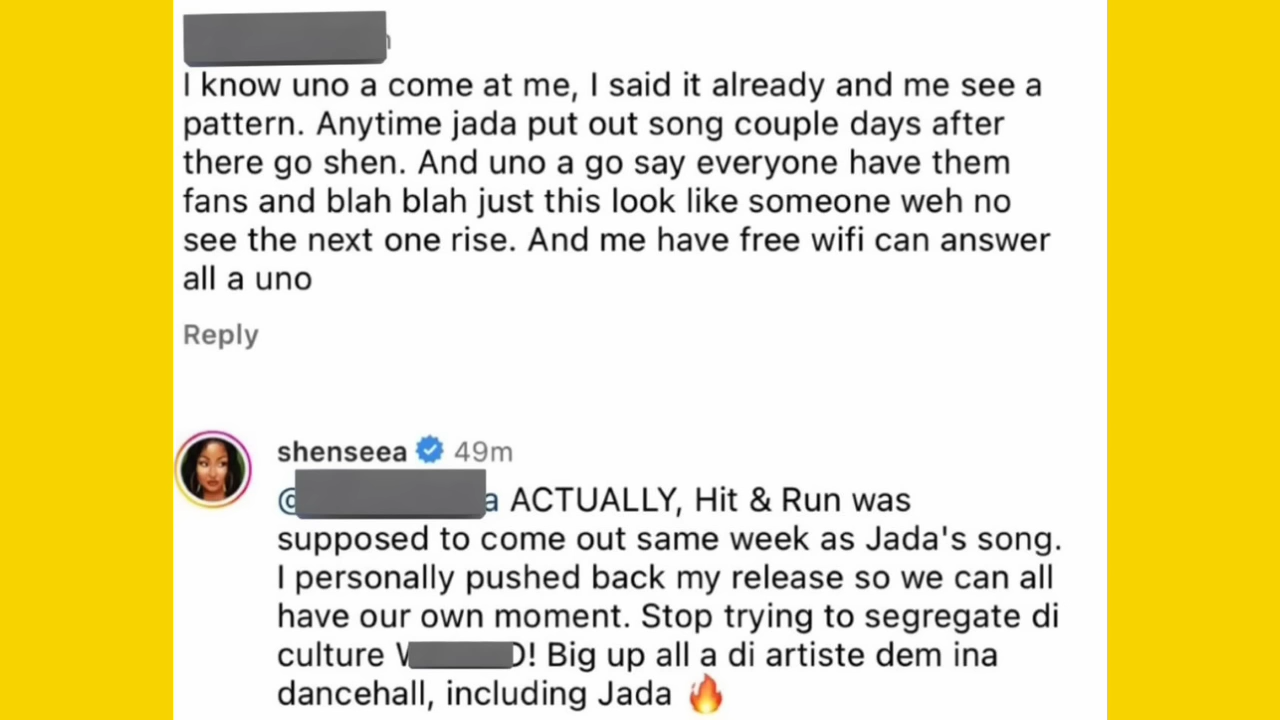 I know uno a come at me, I said it already and me see a
pattern. Anytime jada put out song couple days after
there go shen. And uno a go say everyone have them
fans and blah blah just this look like someone weh no
see the next one rise. And me have free wifi can answer
all a uno
Reply
shenseea 49m
@ a ACTUALLY, Hit & Run was
supposed to come out same week as Jada's song.
I personally pushed back my release so we can all
have our own moment. Stop trying to segregate di
culture ! Big up all a di artiste dem ina
dancehall, including Jada 🔥